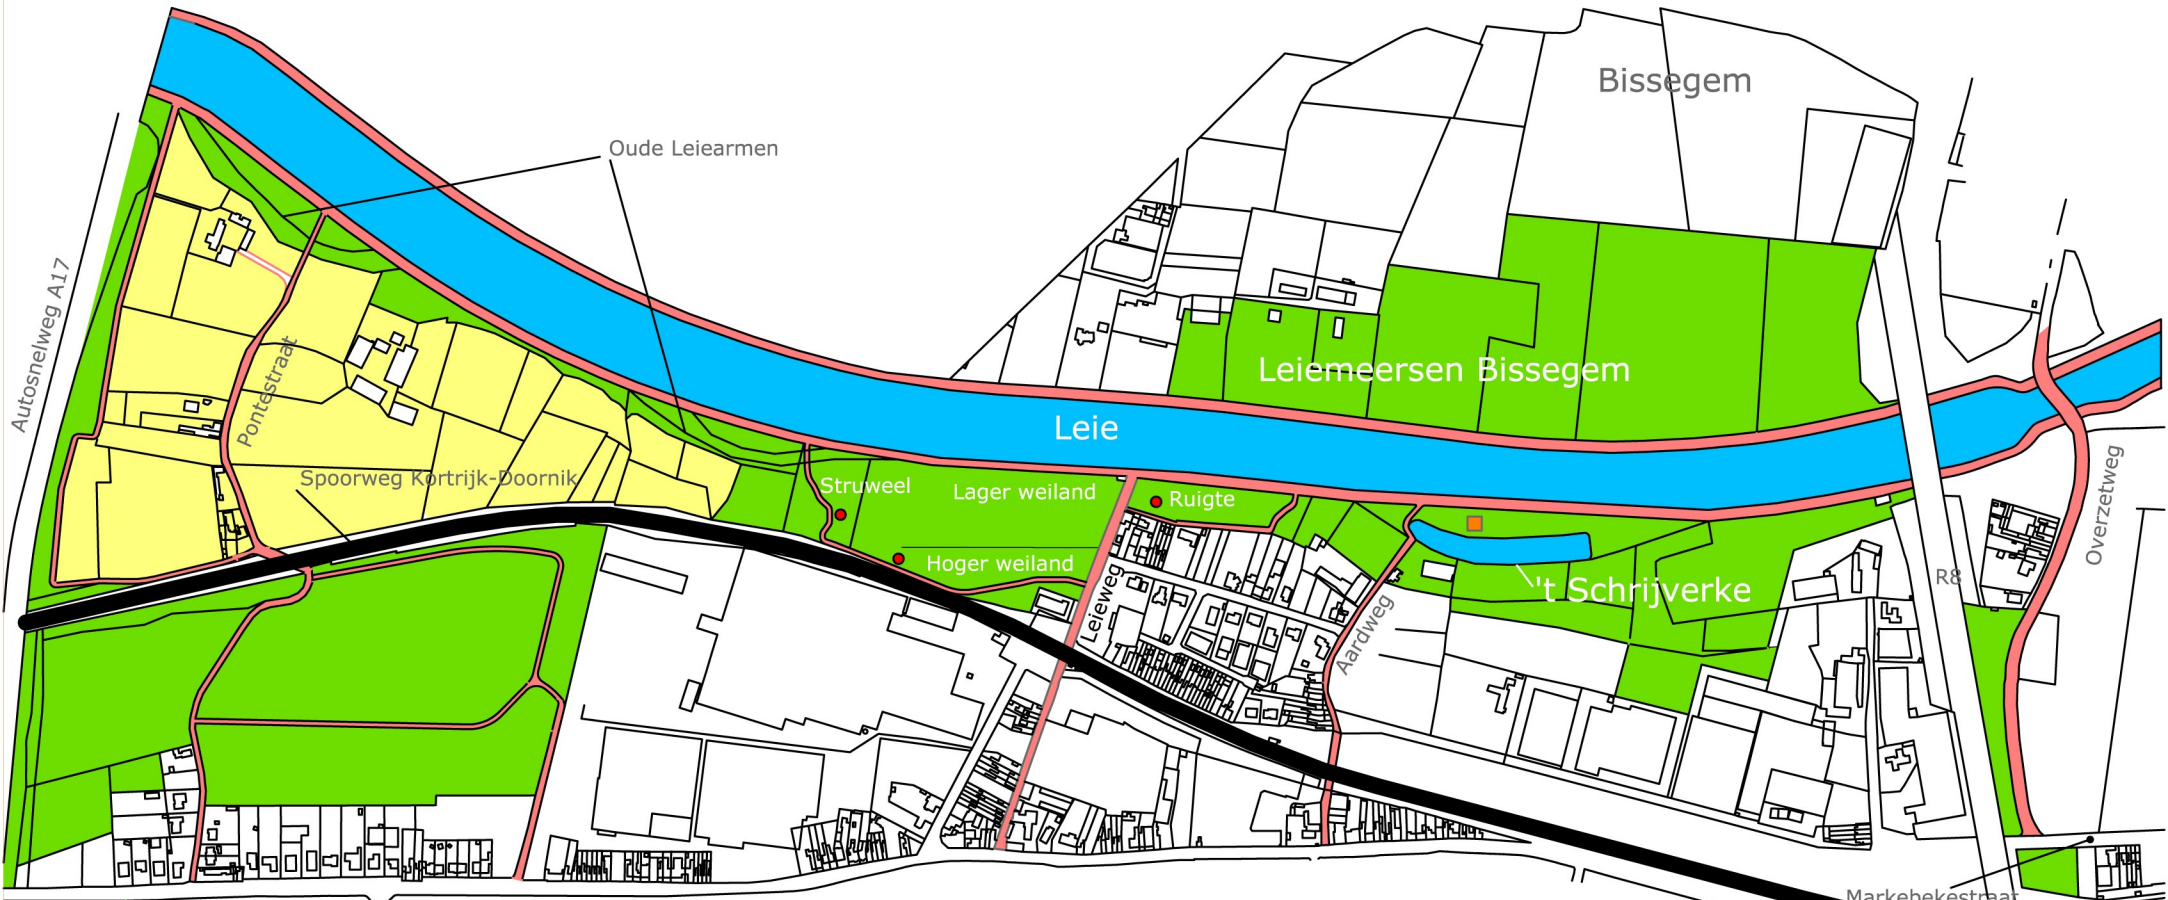 Bissegem
Oude Leiearmen
Autosnelweg A17
Pontestraat
Leiemeersen Bissegem
Leie
Spoorweg Kortrijk-Doornik
Struweel
Lager weiland
Ruigte
Hoger weiland
Leieweg
Aardweg
't Schrijverke
R8
Overzetweg
Markebekestraat